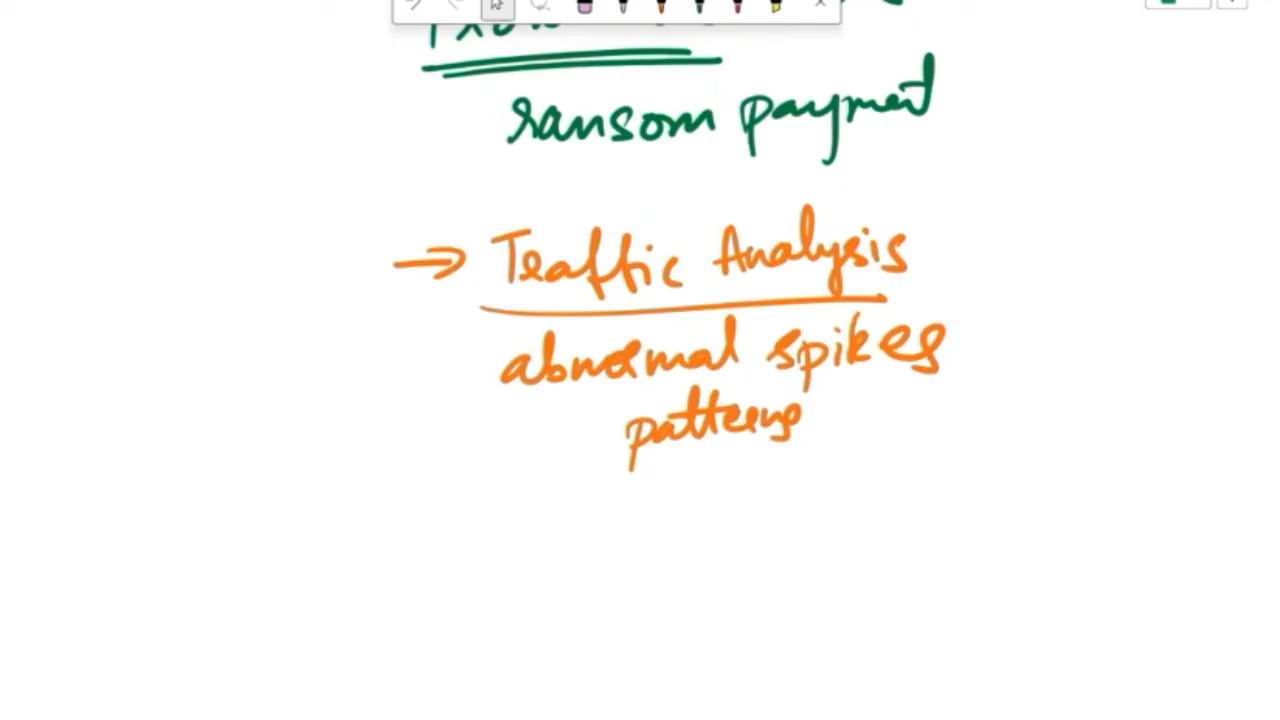 ransom payment
→ Traffic Analysis
abnormal spikes
patterns